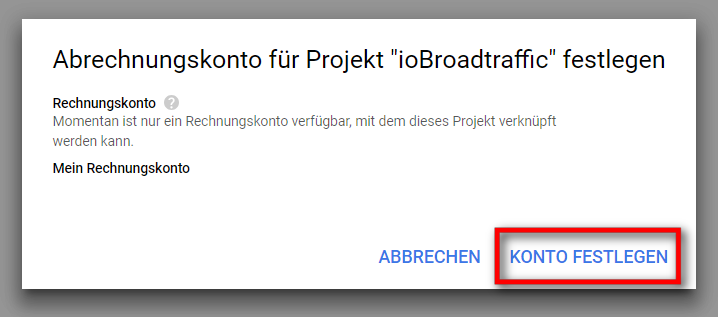 Abrechnungskonto für Projekt "ioBroadtraffic" festlegen
Rechnungskonto ?
Momentan ist nur ein Rechnungskonto verfügbar, mit dem dieses Projekt verknüpft
werden kann.
Mein Rechnungskonto
ABBRECHEN KONTO FESTLEGEN